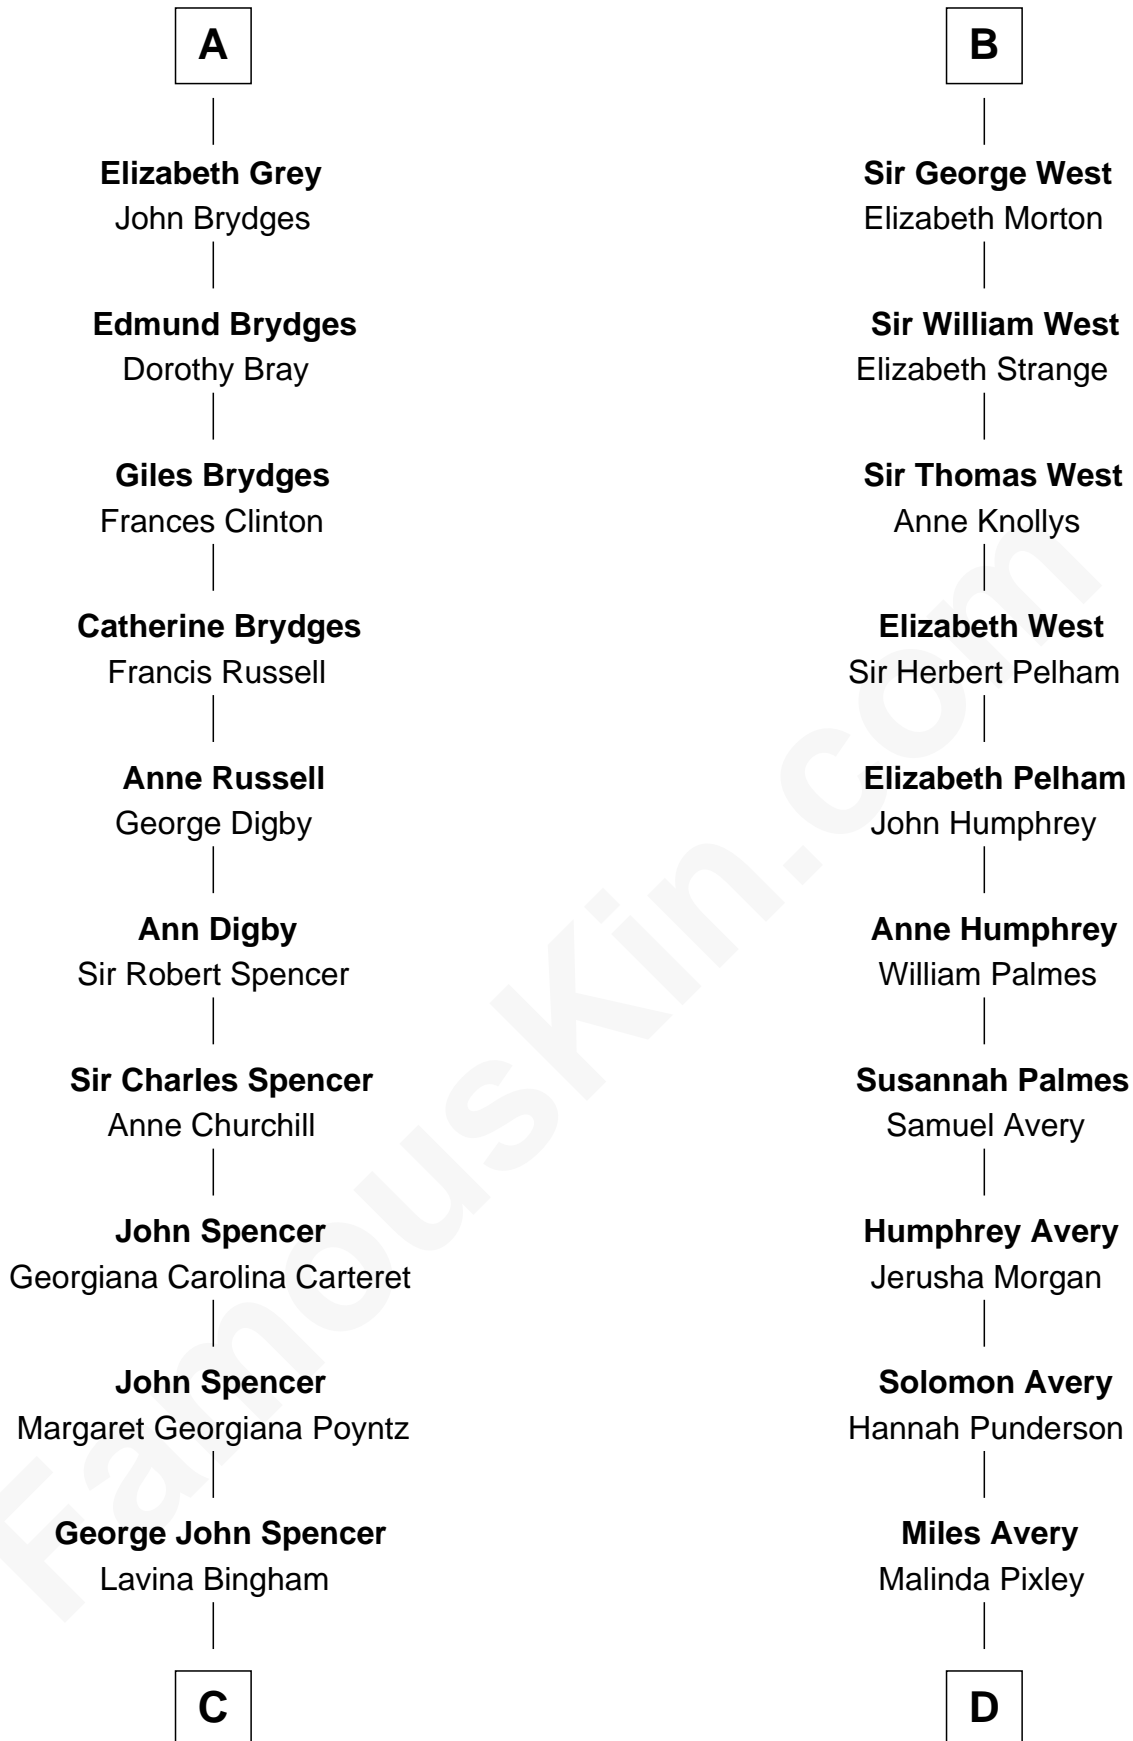 A
Elizabeth Grey
John Brydges
Edmund Brydges
Dorothy Bray
Giles Brydges
Frances Clinton
Catherine Brydges
Francis Russell
Anne Russell
George Digby
Ann Digby
Sir Robert Spencer
Sir Charles Spencer
Anne Churchill
John Spencer
Georgiana Carolina Carteret
John Spencer
Margaret Georgiana Poyntz
George John Spencer
Lavina Bingham
C
B
Sir George West
Elizabeth Morton
Sir William West
Elizabeth Strange
Sir Thomas West
Anne Knollys
Elizabeth West
Sir Herbert Pelham
Elizabeth Pelham
John Humphrey
Anne Humphrey
William Palmes
Susannah Palmes
Samuel Avery
Humphrey Avery
Jerusha Morgan
Solomon Avery
Hannah Punderson
Miles Avery
Malinda Pixley
D
FamousKin.com